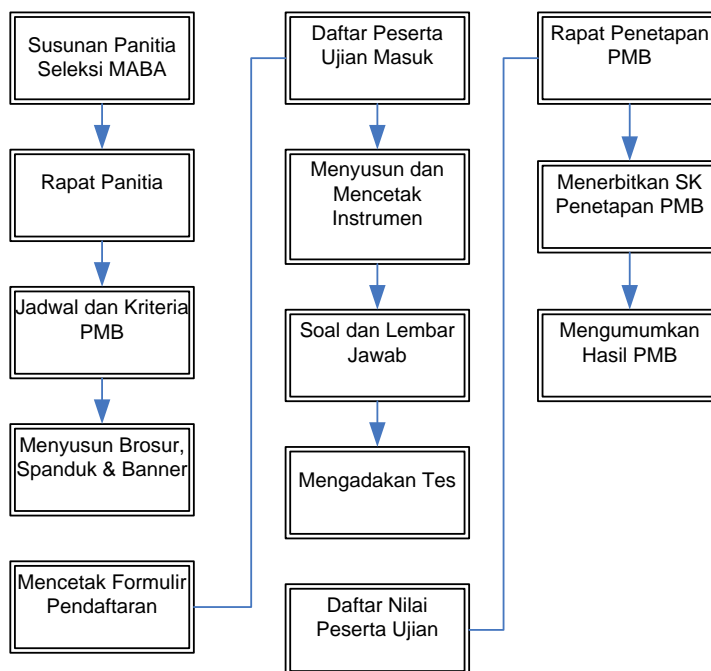 Susunan Panitia
Seleksi MABA
Rapat Panitia
Jadwal dan Kriteria
PMB
Menyusun Brosur,
Spanduk & Banner
Mencetak Formulir
Pendaftaran
Daftar Peserta
Ujian Masuk
Menyusun dan
Mencetak
Instrumen
Soal dan Lembar
Jawab
Mengadakan Tes
Daftar Nilai
Peserta Ujian
Rapat Penetapan
PMB
Menerbitkan SK
Penetapan PMB
Mengumumkan
Hasil PMB